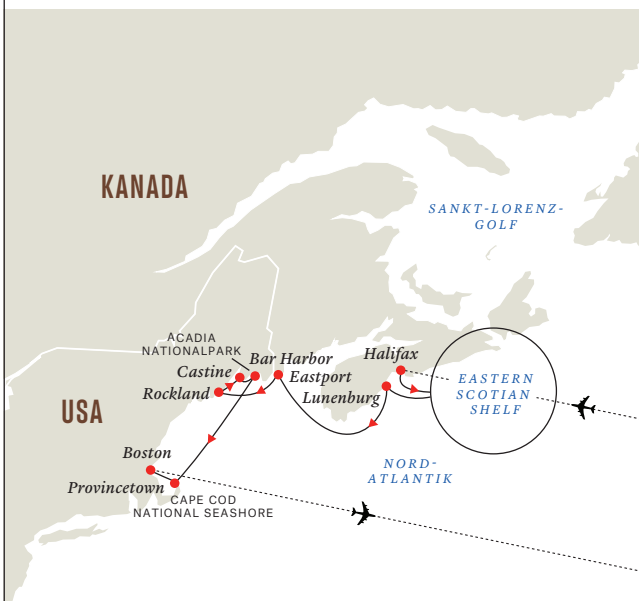 KANADA
SANKT-LORENZ-
GOLF
ACADIA
NATIONALPARK
Bar Harbor
Halifax
Castine
Eastport
Rockland
Lunenburg
EASTERN
SCOTIAN
SHELF
USA
Boston
NORD-
ATLANTIK
Provincetown
CAPE COD
NATIONAL SEASHORE